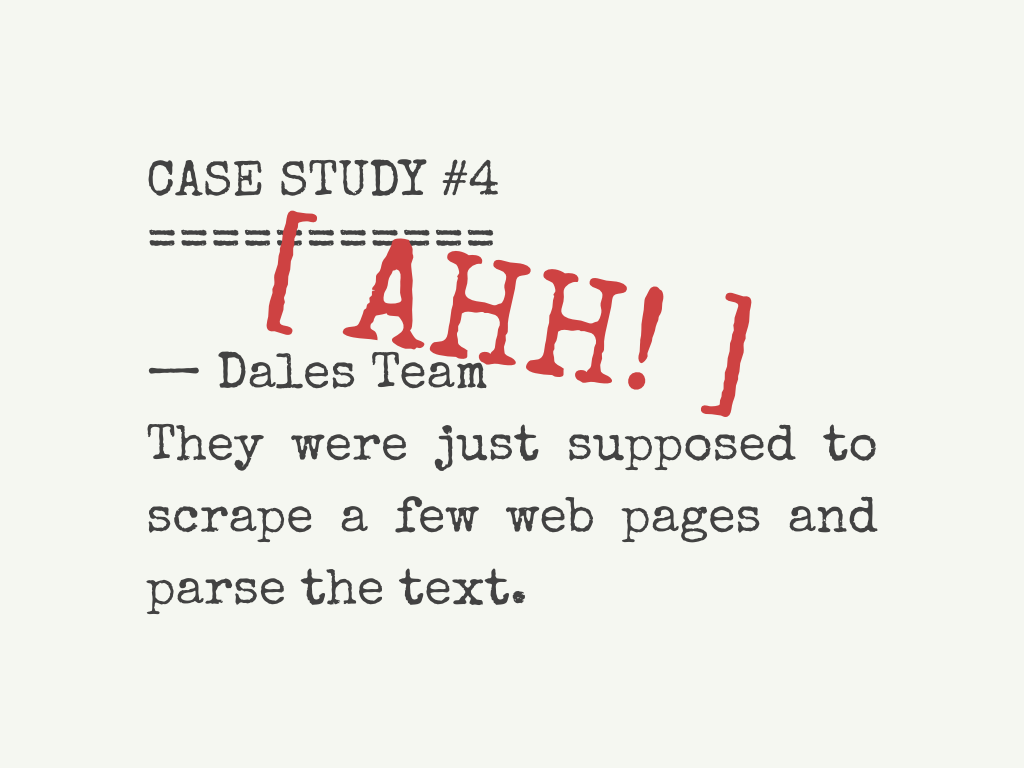 CASE STUDY #4
===========
[ AHH! ]
— Dales Team
They were just supposed to
scrape a few web pages and
parse the text.